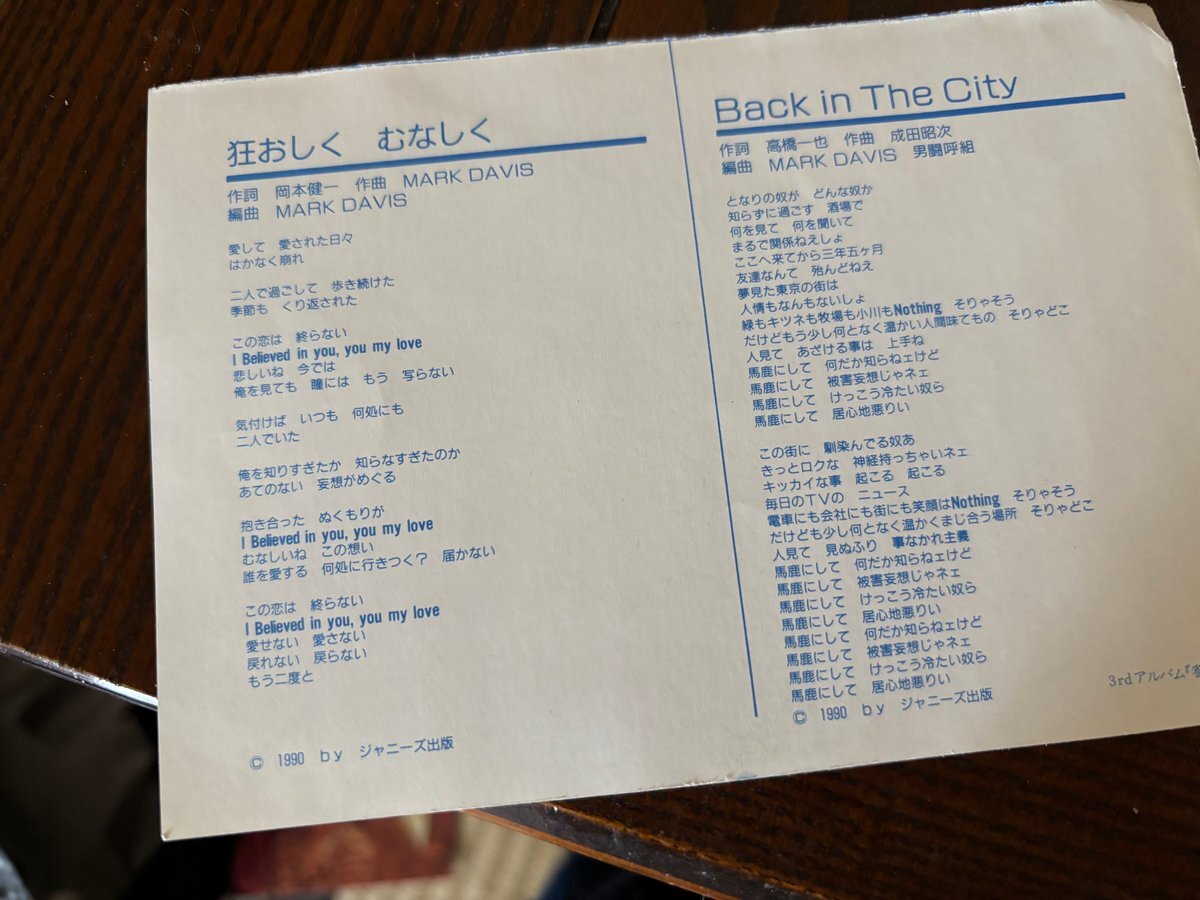 狂おしく むなしく
作詞 岡本健一 作曲 MARK DAVIS
編曲 MARK DAVIS
愛して 愛された日々
はかなく崩れ
二人で過ごして 歩き続けた
季節も くり返された
この恋は 終らない
I Believed in you, you my love
悲しいね 今では
俺を見ても 瞳には もう 写らない
気付けば いつも 何処にも
二人でいた
俺を知りすぎたか 知らなすぎたのか
あてのない 妄想がめぐる
抱き合った ぬくもりが
I Believed in you, you my love
むなしいね この想い
誰を愛する 何処に行きつく? 届かない
この恋は 終らない
I Believed in you, you my love
愛せない 愛さない
戻れない 戻らない
もう二度と
© 1990 by ジャニーズ出版
Back in The City
作詞 高橋一也 作曲 成田昭次
編曲 MARK DAVIS 男闘呼組
となりの奴が どんな奴か
知らずに過ごす 酒場で
何を見て 何を聞いて
まるで関係ねえしょ
ここへ来てから三年五ヶ月
友達なんて 殆んどねえ
夢見た東京の街は
人情もなんもないしょ
緑もキツネも牧場も小川もNothing そりゃそう
だけどもう少し何となく温かい人間味てもの そりゃどこ
人見て あざける事は 上手ね
馬鹿にして 何だか知らねェけど
馬鹿にして 被害妄想じゃネェ
馬鹿にして けっこう冷たい奴ら
馬鹿にして 居心地悪りい
この街に 馴染んでる奴あ
きっとロクな 神経持っちゃいネェ
キッカイな事 起こる 起こる
毎日のTVの ニュース
電車にも会社にも街にも笑顔はNothing そりゃそう
だけども少し何となく温かくまじ合う場所 そりゃどこ
人見て 見ぬふり 事なかれ主義
馬鹿にして 何だか知らねェけど
馬鹿にして 被害妄想じゃネェ
馬鹿にして けっこう冷たい奴ら
馬鹿にして 居心地悪りい
馬鹿にして 何だか知らねェけど
馬鹿にして 被害妄想じゃネェ
馬鹿にして けっこう冷たい奴ら
馬鹿にして 居心地悪りい
© 1990 by ジャニーズ出版
3rdアルバム『